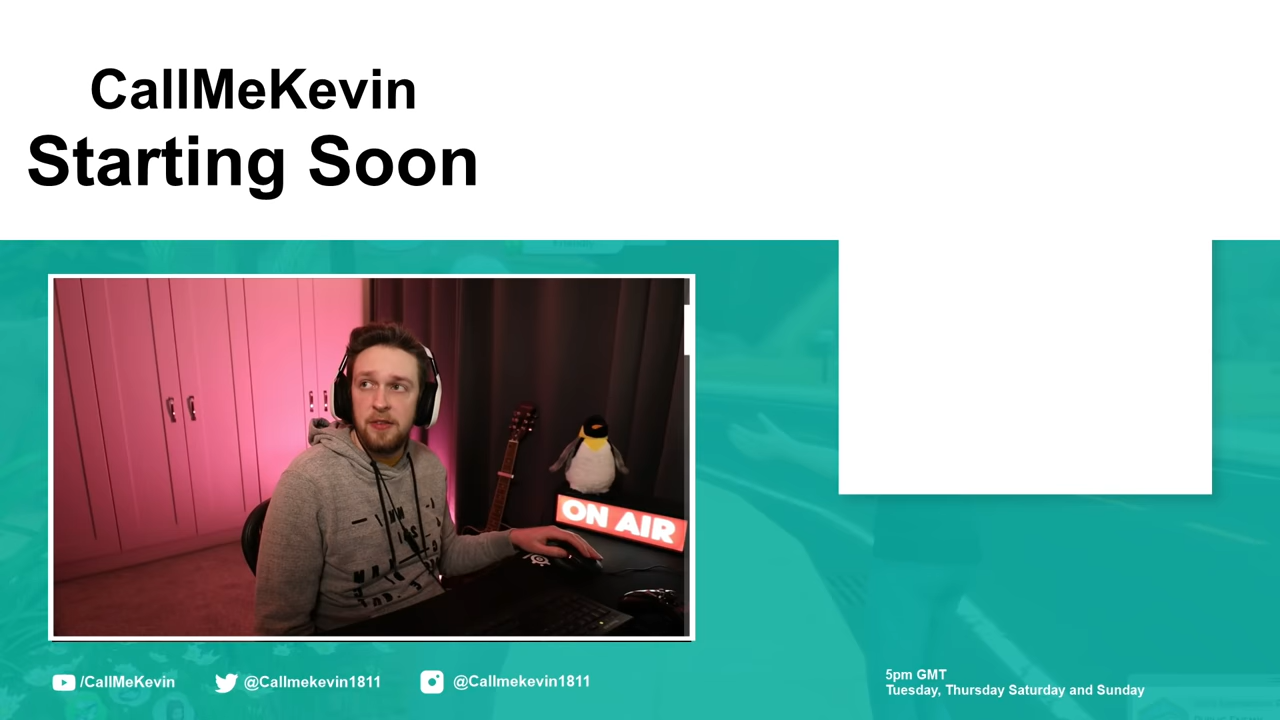 CallMeKevin
Starting Soon
ON AIR
/CallMeKevin
@Callmekevin1811
@Callmekevin1811
5pm GMT
Tuesday, Thursday Saturday and Sunday